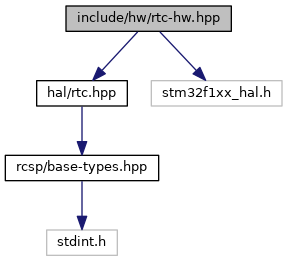 include/hw/rtc-hw.hpp
hal/rtc.hpp
stm32f1xx_hal.h
rcsp/base-types.hpp
stdint.h